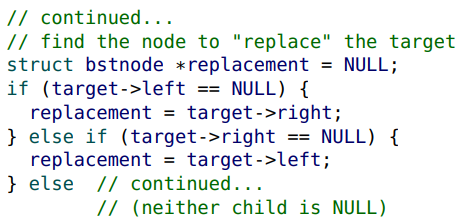 // continued...
// find the node to "replace" the target
struct bstnode *replacement = NULL;
if (target->left == NULL) {
  replacement = target->right;
} else if (target->right == NULL) {
  replacement = target->left;
} else  // continued...
        // (neither child is NULL)